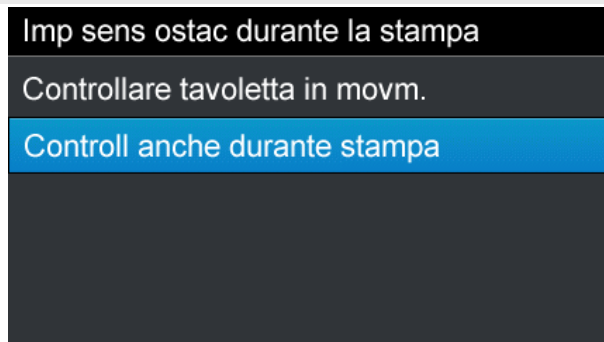 Imp sens ostac durante la stampa
Controllare tavoletta in movm.
Controll anche durante stampa